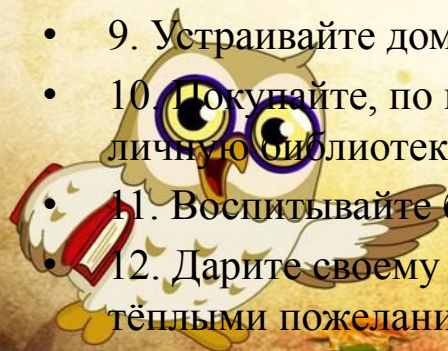 • 9. Устраивайте дом
• 10. Покупайте, по
личную библиотек
• 11. Воспитывайте
• 12. Дарите своему
тёплыми пожелани